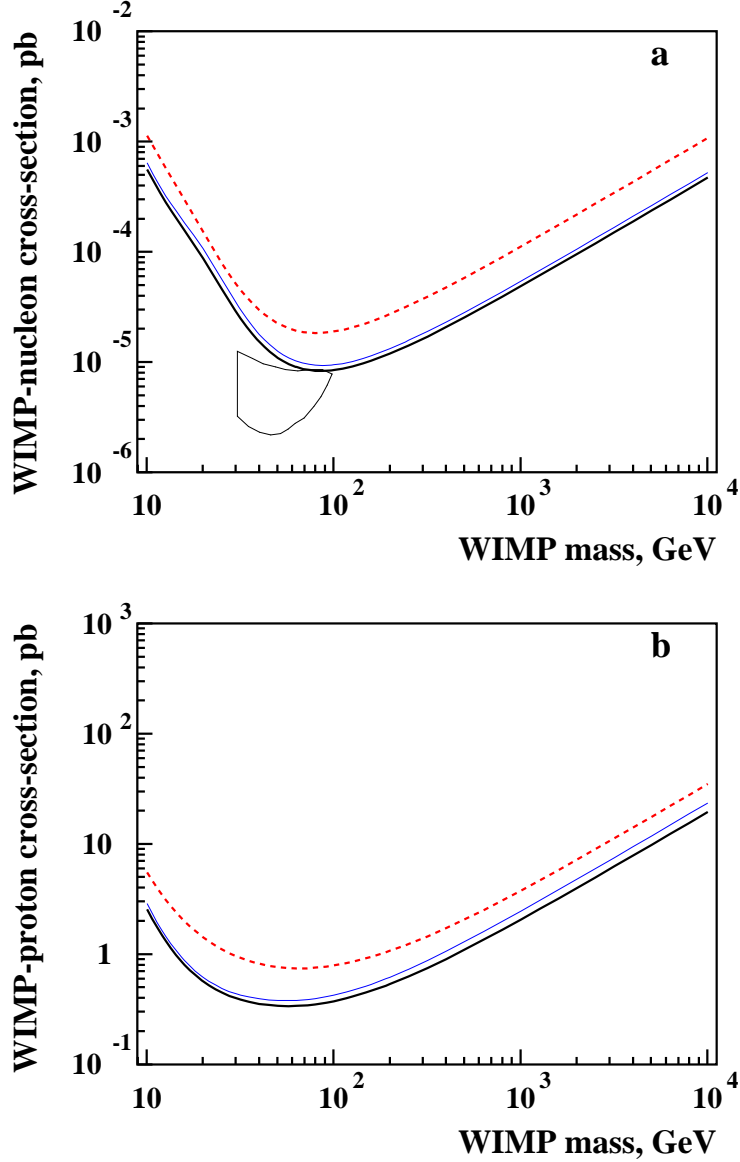 a
WIMP-nucleon cross-section, pb
10 -2
10 -3
10 -4
10 -5
10 -6
10 10 2 10 3 10 4
WIMP mass, GeV
b
WIMP-proton cross-section, pb
10 3
10 2
10
1
10 -1
10 10 2 10 3 10 4
WIMP mass, GeV